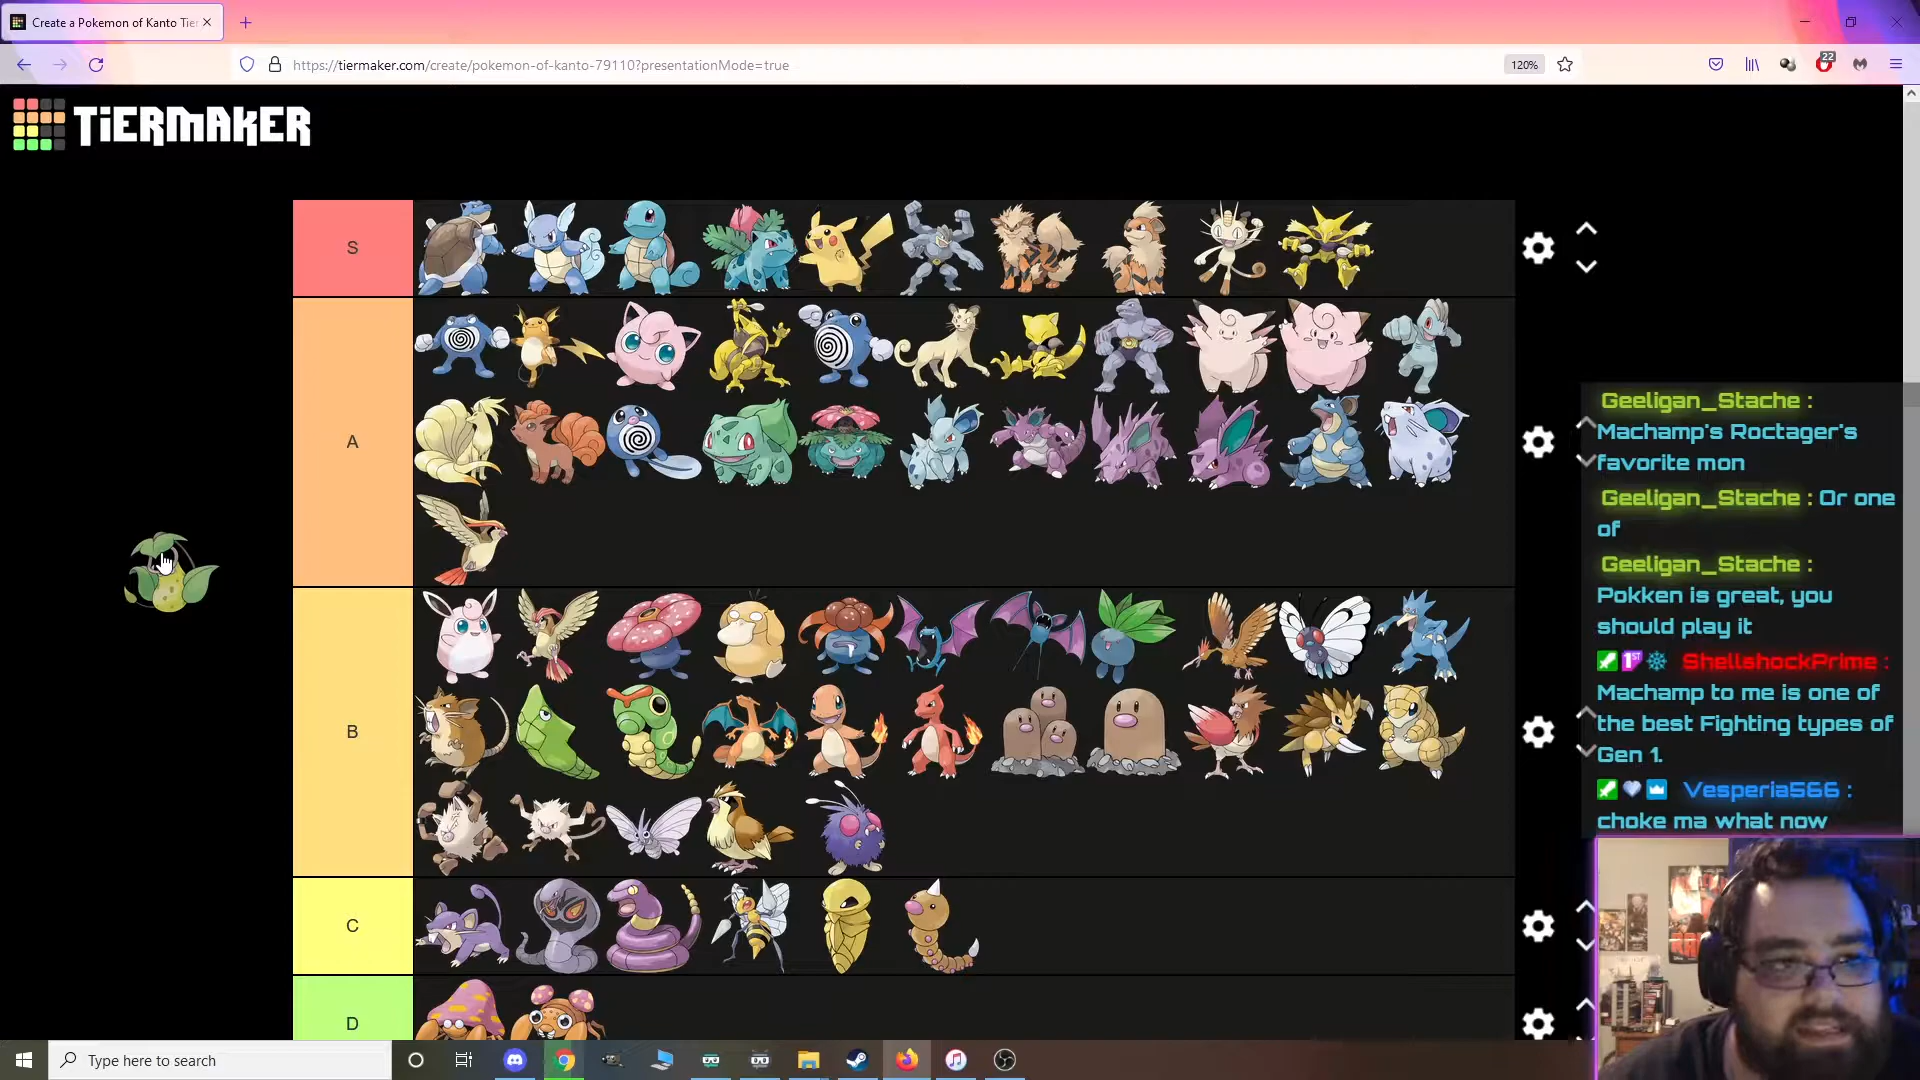 Create a Pokemon of Kanto Tier
https://tiermaker.com/create/pokemon-of-kanto-79110?presentationMode=true
120%
22
TiERMAKER
S
A
B
C
D
Geeligan_Stache :
Machamp's Roctager's
favorite mon
Geeligan_Stache : Or one
of
Geeligan_Stache :
Pokken is great, you
should play it
1ST ShellshockPrime :
Machamp to me is one of
the best Fighting types of
Gen 1.
Vesperia566 :
choke ma what now
Type here to search